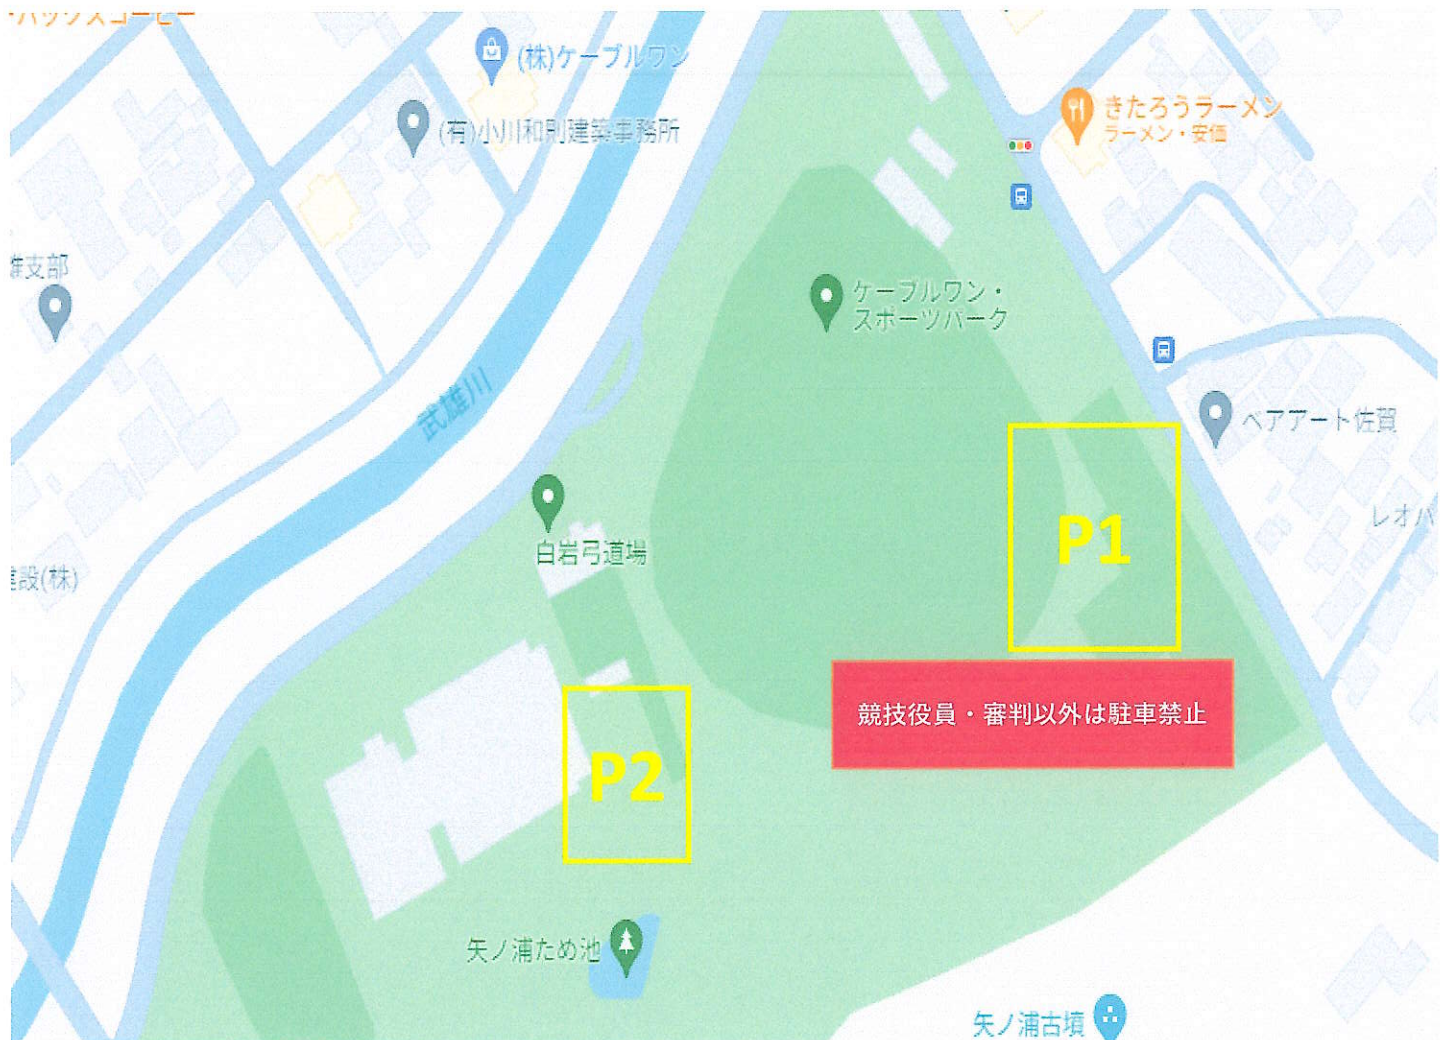 (株)ケーブルワン
(有)小川和則建築事務所
きたろうラーメン
ラーメン・安価
雄支部
ケーブルワン・
スポーツパーク
武雄川
ペアアート佐賀
レオパ
白岩弓道場
P1
建設(株)
競技役員・審判以外は駐車禁止
P2
矢ノ浦ため池
矢ノ浦古墳